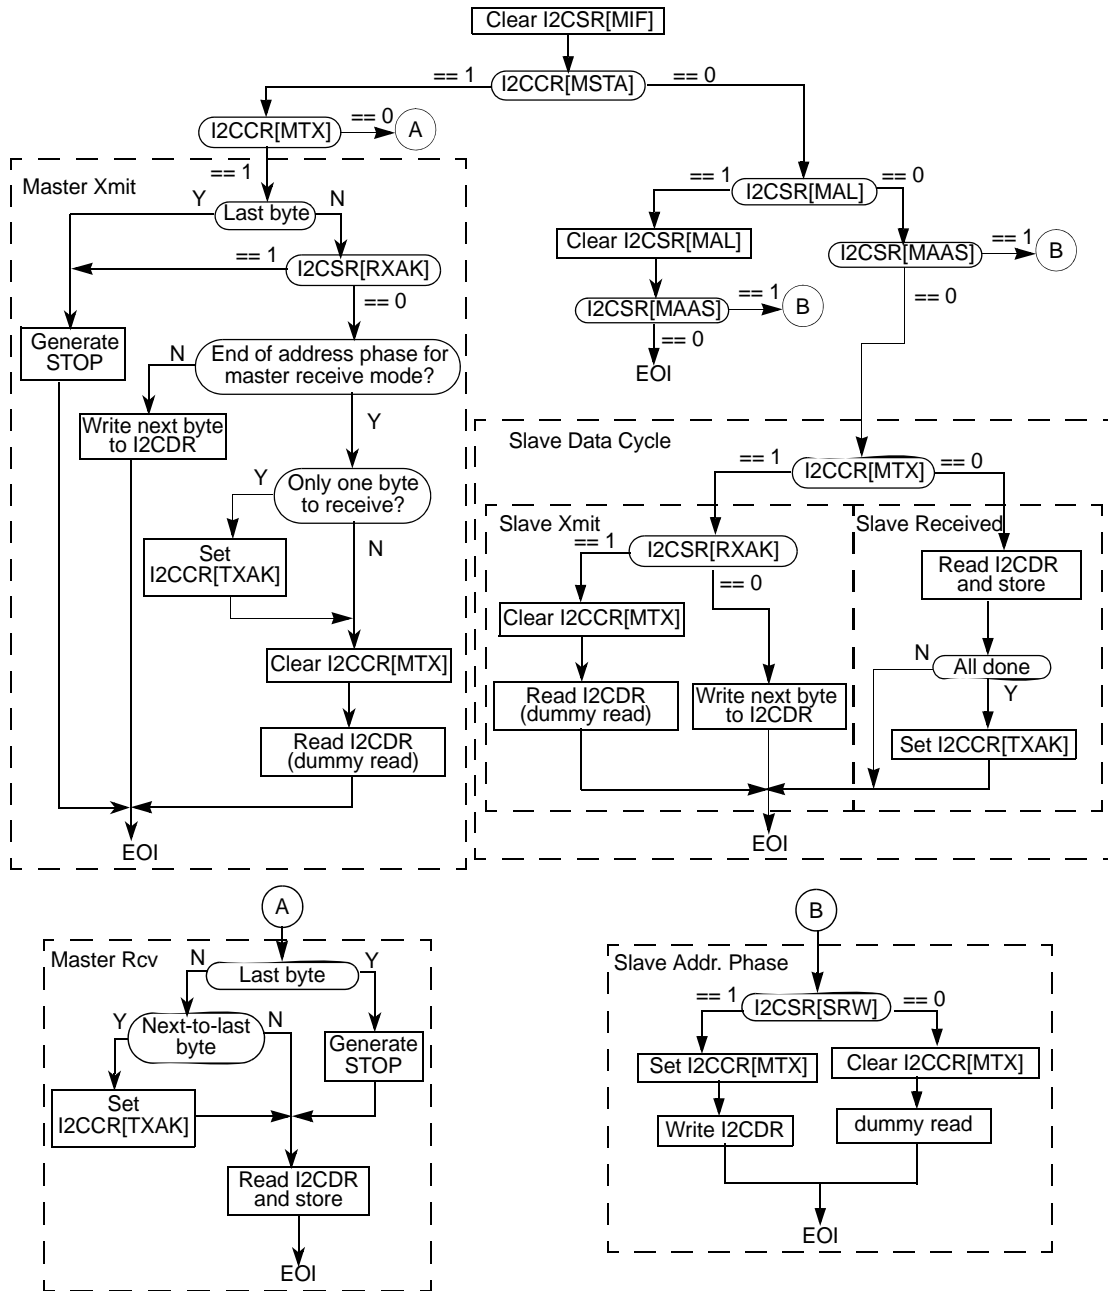 Clear I2CSR[MIF]
== 1
I2CCR[MSTA]
== 0
I2CCR[MTX]
== 0
A
== 1
Master Xmit
Y
Last byte
N
== 1
I2CSR[RXAK]
== 0
Generate
STOP
N
End of address phase for
master receive mode?
Write next byte
to I2CDR
Y
Y
Only one byte
to receive?
Set
I2CCR[TXAK]
N
Clear I2CCR[MTX]
Read I2CDR
(dummy read)
EOI
== 1
I2CSR[MAL]
== 0
Clear I2CSR[MAL]
I2CSR[MAAS]
== 1
B
== 0
EOI
I2CSR[MAAS]
== 1
B
== 0
Slave Data Cycle
== 1
I2CCR[MTX]
== 0
Slave Xmit
== 1
I2CSR[RXAK]
== 0
Clear I2CCR[MTX]
Read I2CDR
(dummy read)
Write next byte
to I2CDR
Slave Received
Read I2CDR
and store
N
All done
Y
Set I2CCR[TXAK]
EOI
A
Master Rcv
N
Last byte
Y
Y
Next-to-last
byte
N
Generate
STOP
Set
I2CCR[TXAK]
Read I2CDR
and store
EOI
B
Slave Addr. Phase
== 1
I2CSR[SRW]
== 0
Set I2CCR[MTX]
Clear I2CCR[MTX]
Write I2CDR
dummy read
EOI